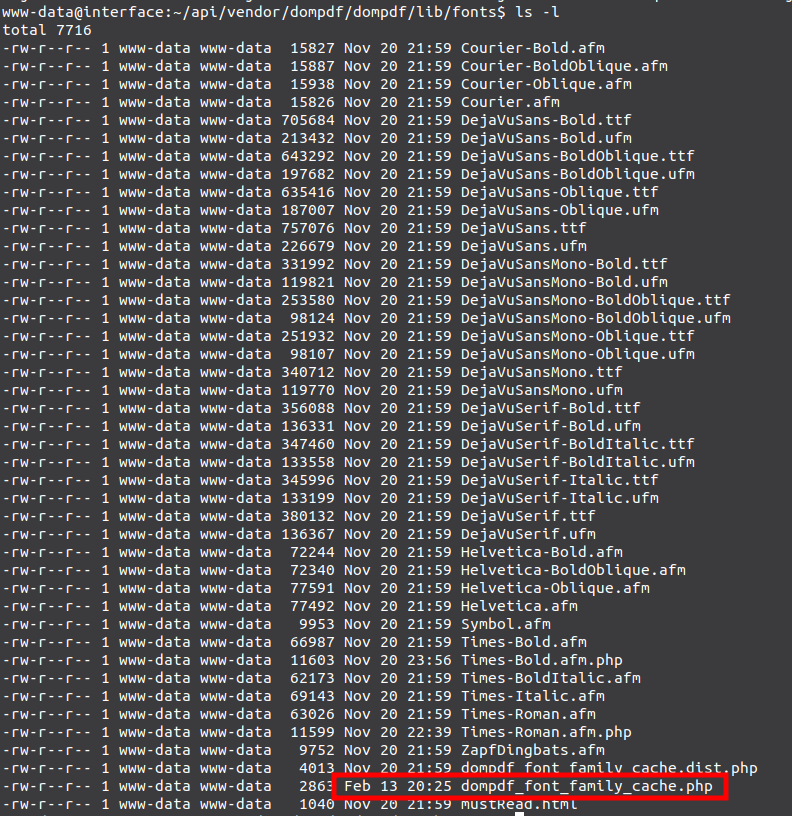 www-data@interface:~/api/vendor/dompdf/dompdf/lib/fonts$ ls -l
total 7716
-rw-r--r-- 1 www-data www-data  15827 Nov 20 21:59 Courier-Bold.afm
-rw-r--r-- 1 www-data www-data  15887 Nov 20 21:59 Courier-BoldOblique.afm
-rw-r--r-- 1 www-data www-data  15938 Nov 20 21:59 Courier-Oblique.afm
-rw-r--r-- 1 www-data www-data  15826 Nov 20 21:59 Courier.afm
-rw-r--r-- 1 www-data www-data 705684 Nov 20 21:59 DejaVuSans-Bold.ttf
-rw-r--r-- 1 www-data www-data 213432 Nov 20 21:59 DejaVuSans-Bold.ufm
-rw-r--r-- 1 www-data www-data 643292 Nov 20 21:59 DejaVuSans-BoldOblique.ttf
-rw-r--r-- 1 www-data www-data 197682 Nov 20 21:59 DejaVuSans-BoldOblique.ufm
-rw-r--r-- 1 www-data www-data 635416 Nov 20 21:59 DejaVuSans-Oblique.ttf
-rw-r--r-- 1 www-data www-data 187007 Nov 20 21:59 DejaVuSans-Oblique.ufm
-rw-r--r-- 1 www-data www-data 757076 Nov 20 21:59 DejaVuSans.ttf
-rw-r--r-- 1 www-data www-data 226679 Nov 20 21:59 DejaVuSans.ufm
-rw-r--r-- 1 www-data www-data 331992 Nov 20 21:59 DejaVuSansMono-Bold.ttf
-rw-r--r-- 1 www-data www-data 119821 Nov 20 21:59 DejaVuSansMono-Bold.ufm
-rw-r--r-- 1 www-data www-data 253580 Nov 20 21:59 DejaVuSansMono-BoldOblique.ttf
-rw-r--r-- 1 www-data www-data  98124 Nov 20 21:59 DejaVuSansMono-BoldOblique.ufm
-rw-r--r-- 1 www-data www-data 251932 Nov 20 21:59 DejaVuSansMono-Oblique.ttf
-rw-r--r-- 1 www-data www-data  98107 Nov 20 21:59 DejaVuSansMono-Oblique.ufm
-rw-r--r-- 1 www-data www-data 340712 Nov 20 21:59 DejaVuSansMono.ttf
-rw-r--r-- 1 www-data www-data 119770 Nov 20 21:59 DejaVuSansMono.ufm
-rw-r--r-- 1 www-data www-data 356088 Nov 20 21:59 DejaVuSerif-Bold.ttf
-rw-r--r-- 1 www-data www-data 136331 Nov 20 21:59 DejaVuSerif-Bold.ufm
-rw-r--r-- 1 www-data www-data 347460 Nov 20 21:59 DejaVuSerif-BoldItalic.ttf
-rw-r--r-- 1 www-data www-data 133558 Nov 20 21:59 DejaVuSerif-BoldItalic.ufm
-rw-r--r-- 1 www-data www-data 345996 Nov 20 21:59 DejaVuSerif-Italic.ttf
-rw-r--r-- 1 www-data www-data 133199 Nov 20 21:59 DejaVuSerif-Italic.ufm
-rw-r--r-- 1 www-data www-data 380132 Nov 20 21:59 DejaVuSerif.ttf
-rw-r--r-- 1 www-data www-data 136367 Nov 20 21:59 DejaVuSerif.ufm
-rw-r--r-- 1 www-data www-data  72244 Nov 20 21:59 Helvetica-Bold.afm
-rw-r--r-- 1 www-data www-data  72340 Nov 20 21:59 Helvetica-BoldOblique.afm
-rw-r--r-- 1 www-data www-data  77591 Nov 20 21:59 Helvetica-Oblique.afm
-rw-r--r-- 1 www-data www-data  77492 Nov 20 21:59 Helvetica.afm
-rw-r--r-- 1 www-data www-data   9953 Nov 20 21:59 Symbol.afm
-rw-r--r-- 1 www-data www-data  66987 Nov 20 21:59 Times-Bold.afm
-rw-r--r-- 1 www-data www-data  11603 Nov 20 23:56 Times-Bold.afm.php
-rw-r--r-- 1 www-data www-data  62173 Nov 20 21:59 Times-BoldItalic.afm
-rw-r--r-- 1 www-data www-data  69143 Nov 20 21:59 Times-Italic.afm
-rw-r--r-- 1 www-data www-data  63026 Nov 20 21:59 Times-Roman.afm
-rw-r--r-- 1 www-data www-data  11599 Nov 20 22:39 Times-Roman.afm.php
-rw-r--r-- 1 www-data www-data   9752 Nov 20 21:59 ZapfDingbats.afm
-rw-r--r-- 1 www-data www-data   4013 Nov 20 21:59 dompdf_font_family_cache.dist.php
-rw-r--r-- 1 www-data www-data   2863 Feb 13 20:25 dompdf_font_family_cache.php
-rw-r--r-- 1 www-data www-data   1040 Nov 20 21:59 mustRead.html